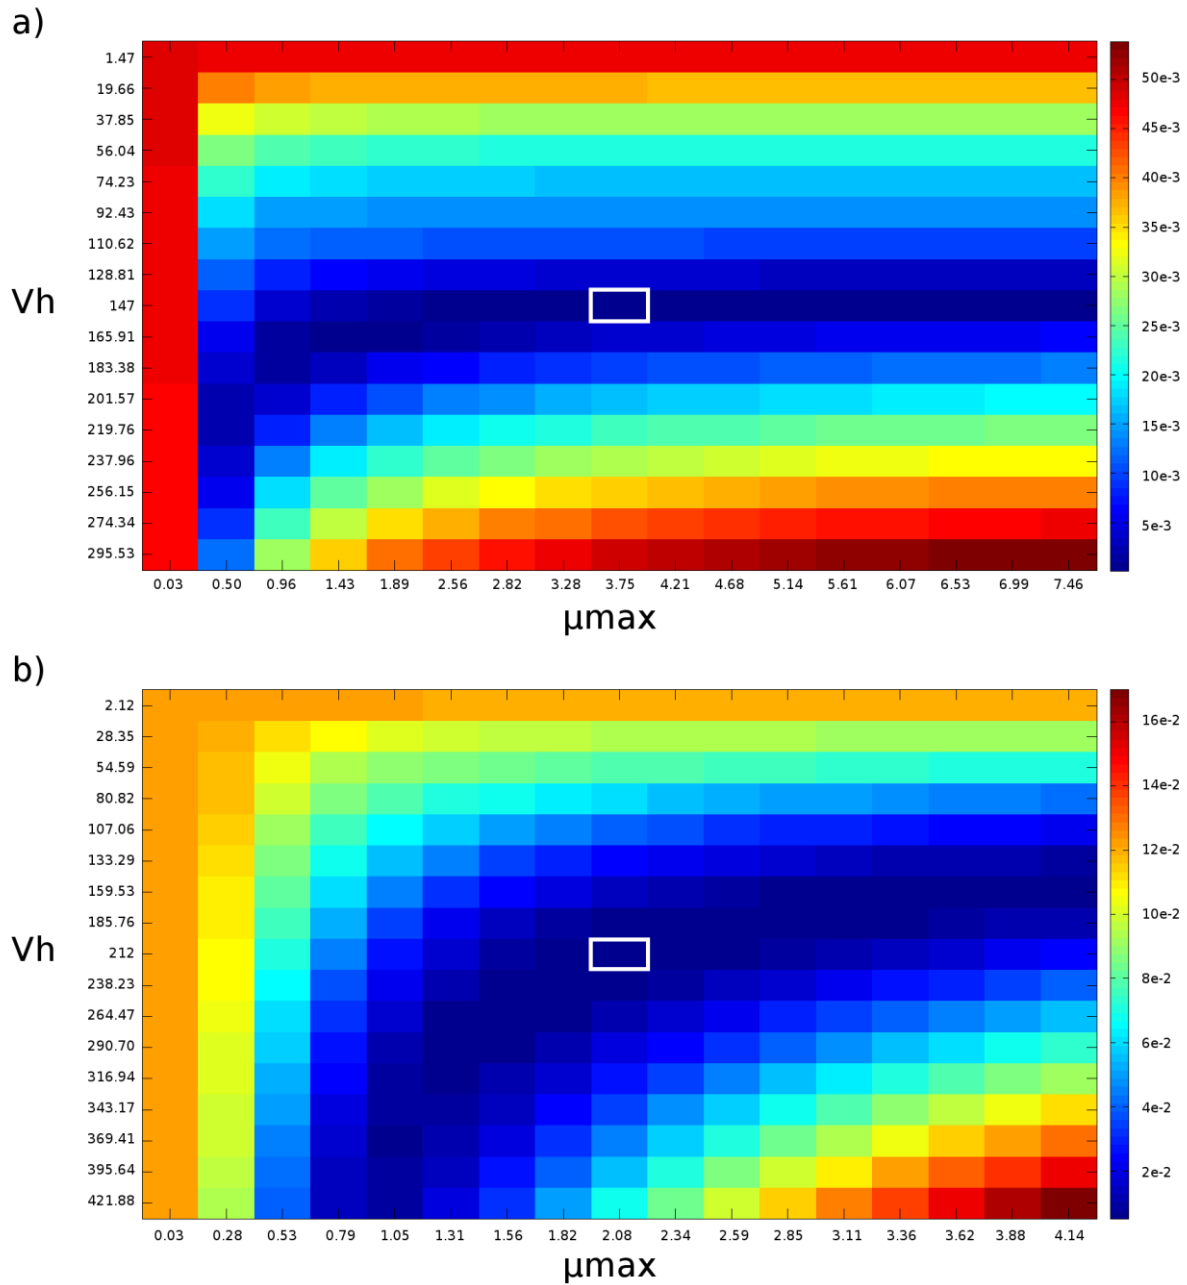 a)
1.47
19.66
37.85
56.04
74.23
92.43
110.62
128.81
147
165.91
183.38
201.57
219.76
237.96
256.15
274.34
295.53
Vh
0.03 0.50 0.96 1.43 1.89 2.56 2.82 3.28 3.75 4.21 4.68 5.14 5.61 6.07 6.53 6.99 7.46
μmax
50e-3
45e-3
40e-3
35e-3
30e-3
25e-3
20e-3
15e-3
10e-3
5e-3
b)
2.12
28.35
54.59
80.82
107.06
133.29
159.53
185.76
212
238.23
264.47
290.70
316.94
343.17
369.41
395.64
421.88
Vh
0.03 0.28 0.53 0.79 1.05 1.31 1.56 1.82 2.08 2.34 2.59 2.85 3.11 3.36 3.62 3.88 4.14
μmax
16e-2
14e-2
12e-2
10e-2
8e-2
6e-2
4e-2
2e-2